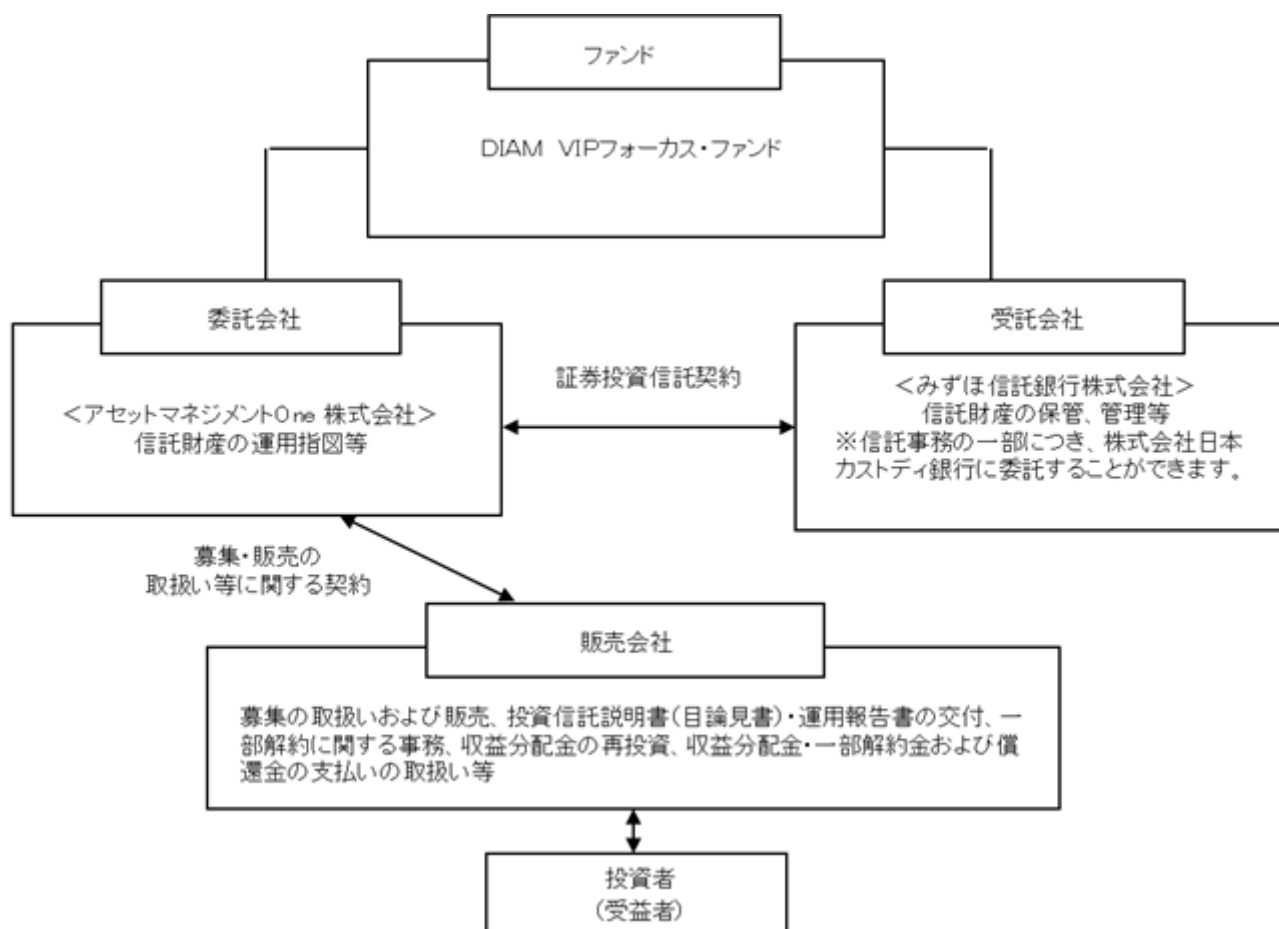 ファンド
DIAM VIPフォーカス・ファンド
委託会社
<アセットマネジメントOne 株式会社>
信託財産の運用指図等
証券投資信託契約
受託会社
<みずほ信託銀行株式会社>
信託財産の保管、管理等
※信託事務の一部につき、株式会社日本
カストディ銀行に委託することができます。
募集・販売の
取扱い等に関する契約
販売会社
募集の取扱いおよび販売、投資信託説明書(目論見書)・運用報告書の交付、一
部解約に関する事務、収益分配金の再投資、収益分配金・一部解約金および償
還金の支払いの取扱い等
投資者
(受益者)